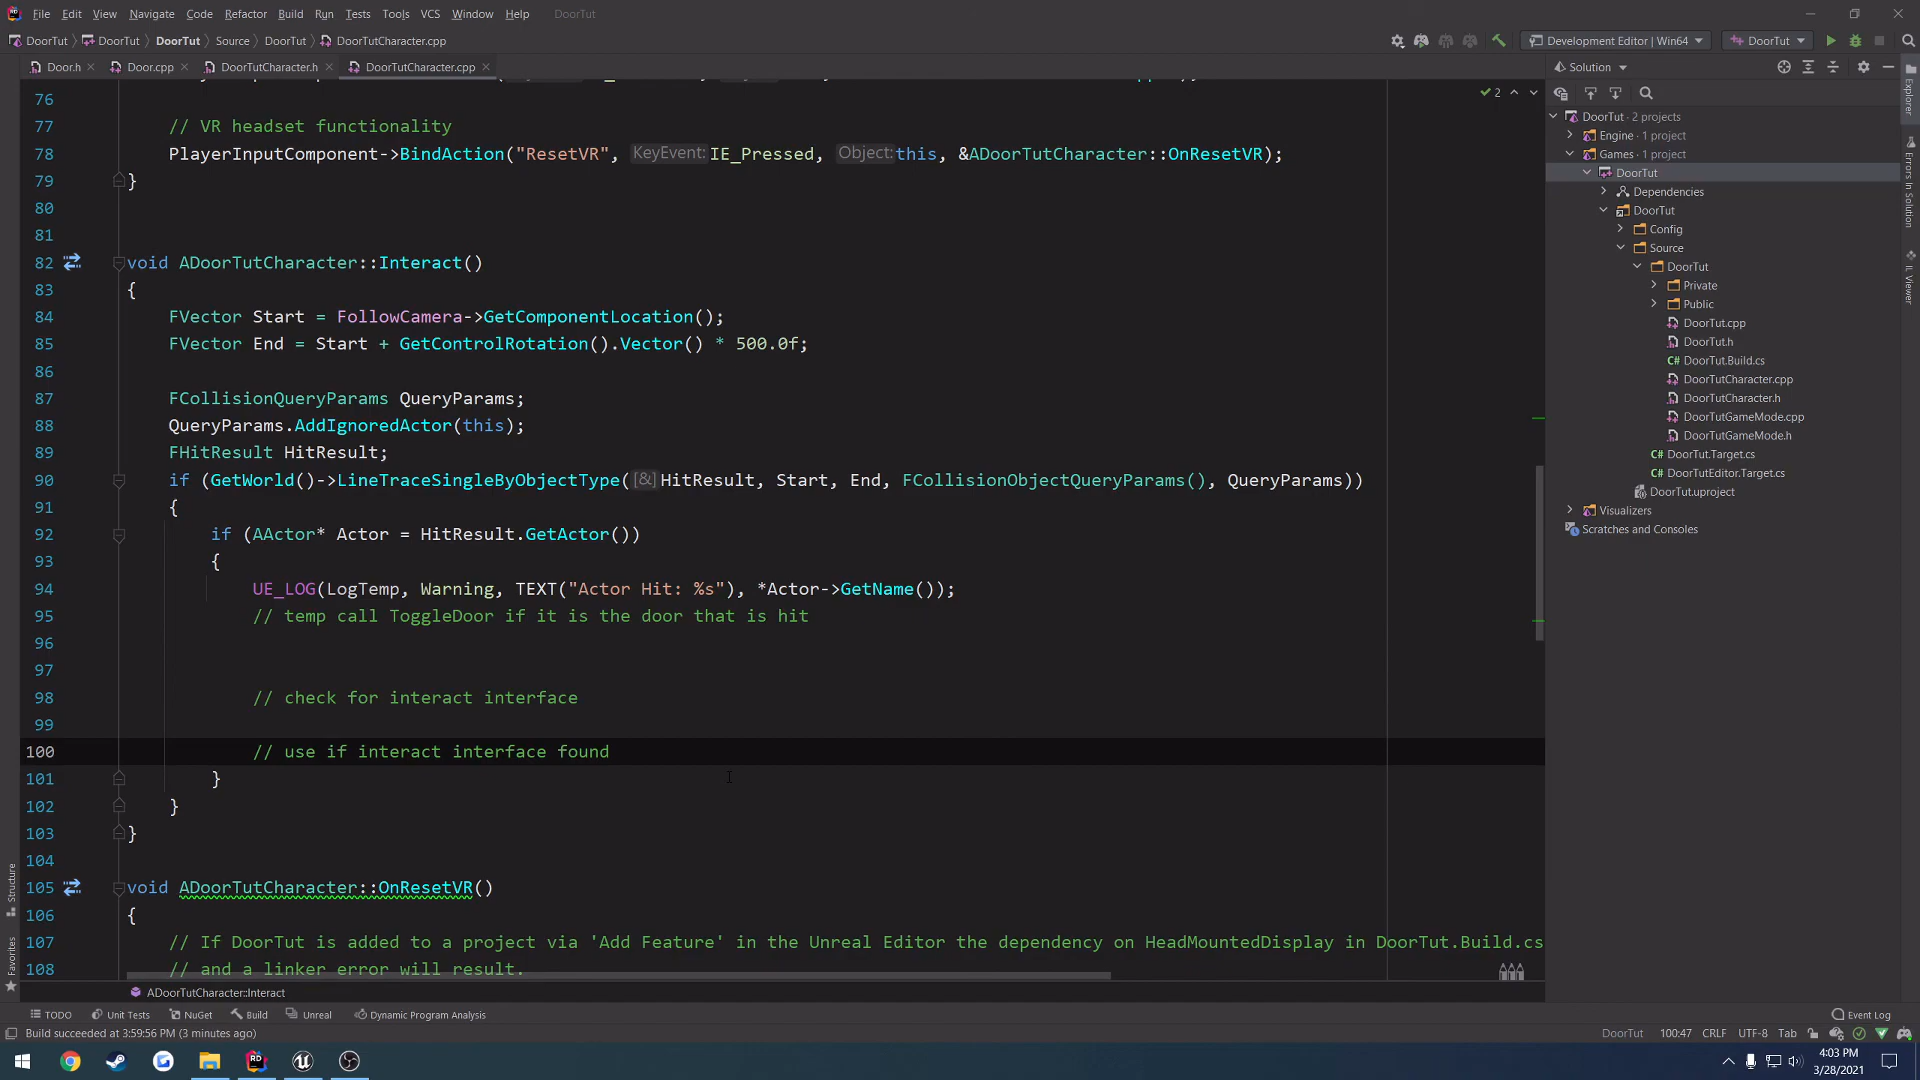 File Edit View Navigate Code Refactor Build Run Tests Tools VCS Window Help DoorTut
DoorTut DoorTut DoorTut Source DoorTut DoorTutCharacter.cpp
Development Editor | Win64 DoorTut
Door.h Door.cpp DoorTutCharacter.h DoorTutCharacter.cpp
2
76
77 // VR headset functionality
78 PlayerInputComponent->BindAction("ResetVR", KeyEvent: IE_Pressed, Object: this, &ADoorTutCharacter::OnResetVR);
79 }
80
81
82 void ADoorTutCharacter::Interact()
83 {
84 FVector Start = FollowCamera->GetComponentLocation();
85 FVector End = Start + GetControlRotation().Vector() * 500.0f;
86
87 FCollisionQueryParams QueryParams;
88 QueryParams.AddIgnoredActor(this);
89 FHitResult HitResult;
90 if (GetWorld()->LineTraceSingleByObjectType([&] HitResult, Start, End, FCollisionObjectQueryParams(), QueryParams))
91 {
92 if (AActor* Actor = HitResult.GetActor())
93 {
94 UE_LOG(LogTemp, Warning, TEXT("Actor Hit: %s"), *Actor->GetName());
95 // temp call ToggleDoor if it is the door that is hit
96
97
98 // check for interact interface
99
100 // use if interact interface found
101 }
102 }
103 }
104
105 void ADoorTutCharacter::OnResetVR()
106 {
107 // If DoorTut is added to a project via 'Add Feature' in the Unreal Editor the dependency on HeadMountedDisplay in DoorTut.Build.cs
108 // and a linker error will result.
ADoorTutCharacter::Interact
Solution
DoorTut · 2 projects
Engine · 1 project
Games · 1 project
DoorTut
Dependencies
DoorTut
Config
Source
DoorTut
Private
Public
DoorTut.cpp
DoorTut.h
C# DoorTut.Build.cs
DoorTutCharacter.cpp
DoorTutCharacter.h
DoorTutGameMode.cpp
DoorTutGameMode.h
C# DoorTut.Target.cs
C# DoorTutEditor.Target.cs
DoorTut.uproject
Visualizers
Scratches and Consoles
Explorer
Errors In Solution
IL Viewer
Structure
Favorites
TODO Unit Tests NuGet Build Unreal Dynamic Program Analysis Event Log
Build succeeded at 3:59:56 PM (3 minutes ago) DoorTut 100:47 CRLF UTF-8 Tab
4:03 PM
3/28/2021